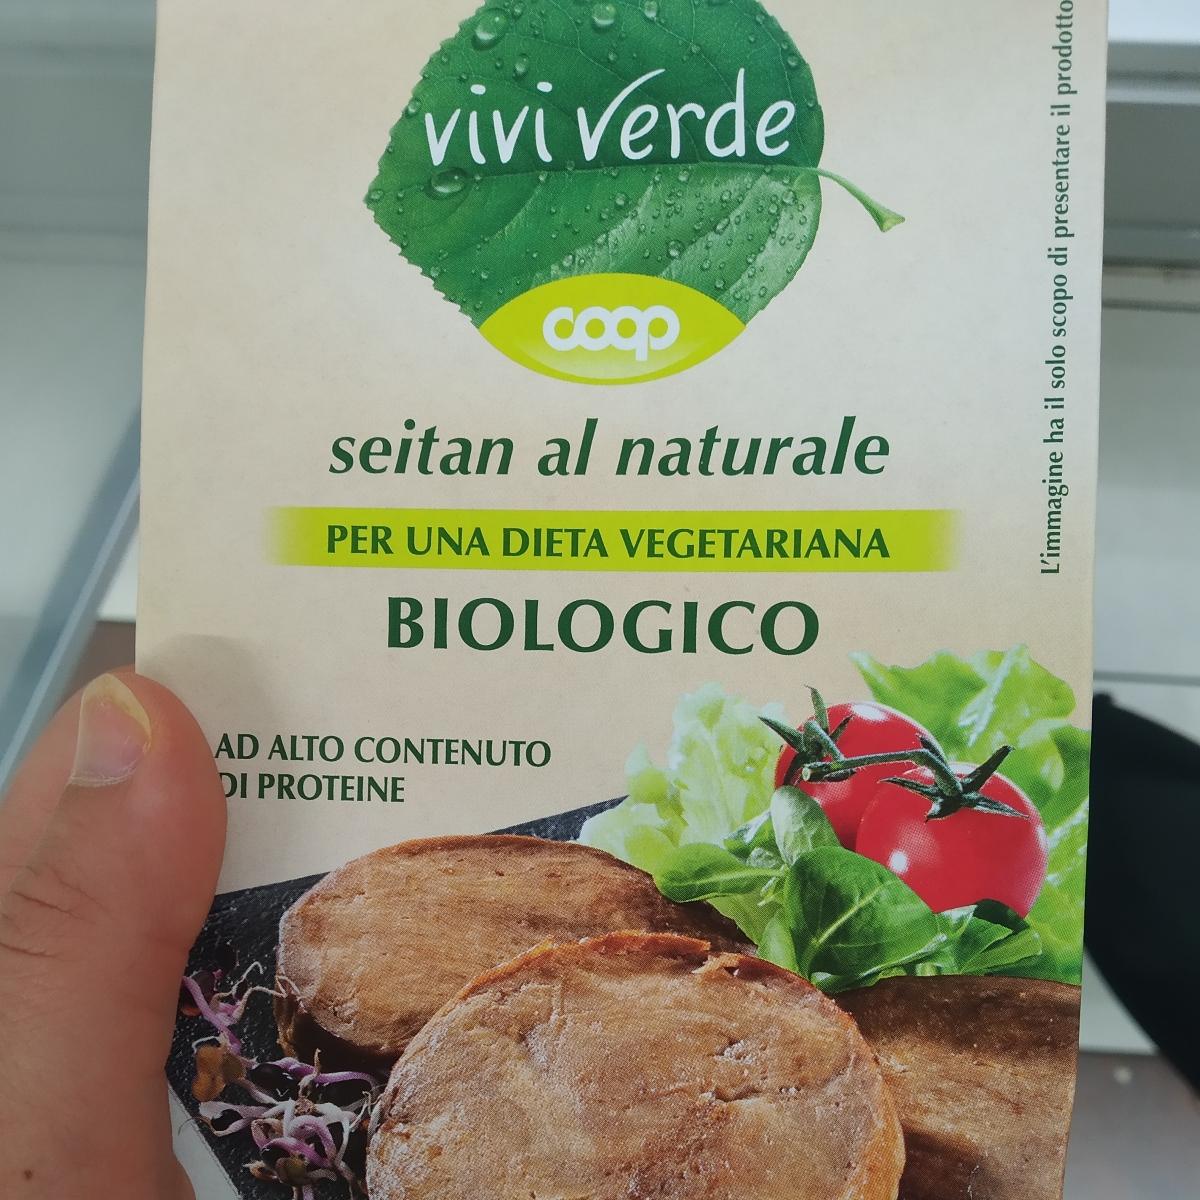 vivi verde
coop
seitan al naturale
PER UNA DIETA VEGETARIANA
BIOLOGICO
AD ALTO CONTENUTO
DI PROTEINE
L'immagine ha il solo scopo di presentare il prodotto